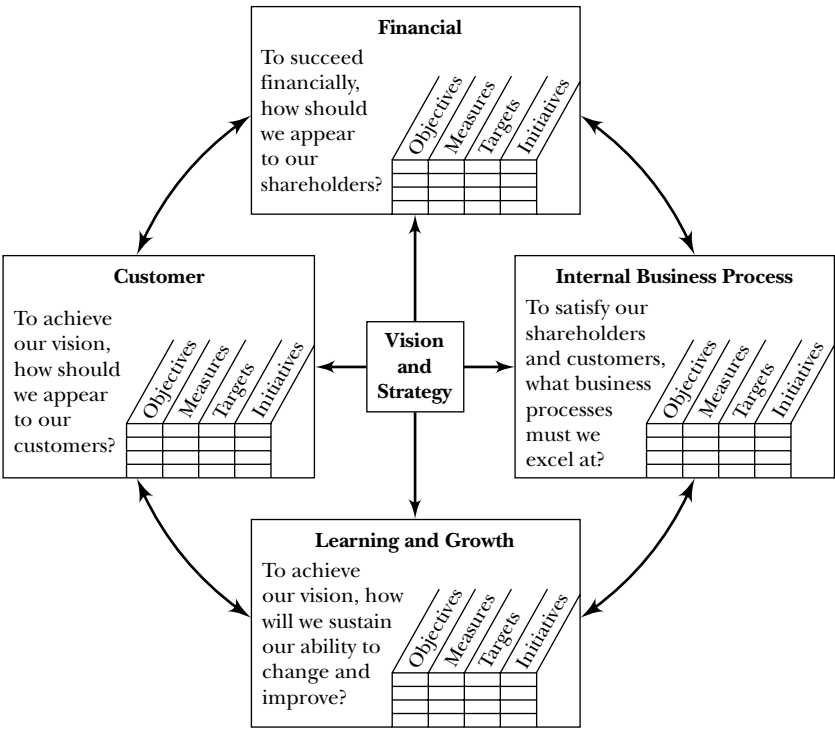 Financial
To succeed
financially,
how should
we appear
to our
shareholders?
Objectives
Measures
Targets
Initiatives
Customer
To achieve
our vision,
how should
we appear
to our
customers?
Objectives
Measures
Targets
Initiatives
Vision
and
Strategy
Internal Business Process
To satisfy our
shareholders
and customers,
what business
processes
must we
excel at?
Objectives
Measures
Targets
Initiatives
Learning and Growth
To achieve
our vision, how
will we sustain
our ability to
change and
improve?
Objectives
Measures
Targets
Initiatives